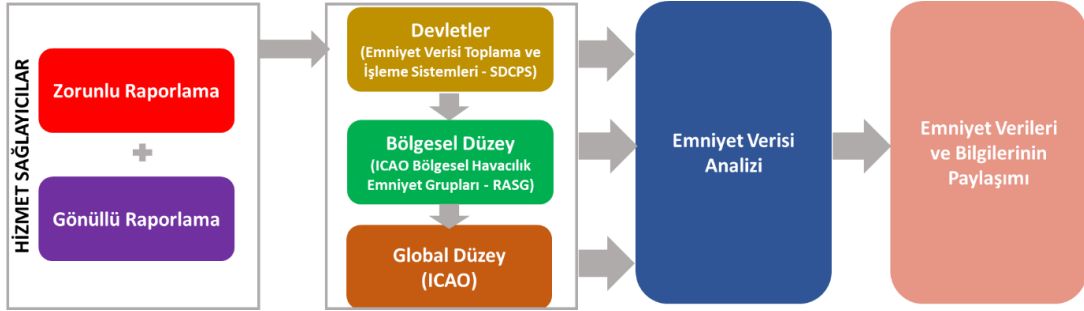 HİZMET SAĞLAYICILAR
Zorunlu Raporlama
Gönüllü Raporlama
Devletler
(Emniyet Verisi Toplama ve
İşleme Sistemleri - SDCPS)
Bölgesel Düzey
(ICAO Bölgesel Havacılık
Emniyet Grupları - RASG)
Global Düzey
(ICAO)
Emniyet Verisi
Analizi
Emniyet Verileri
ve Bilgilerinin
Paylaşımı